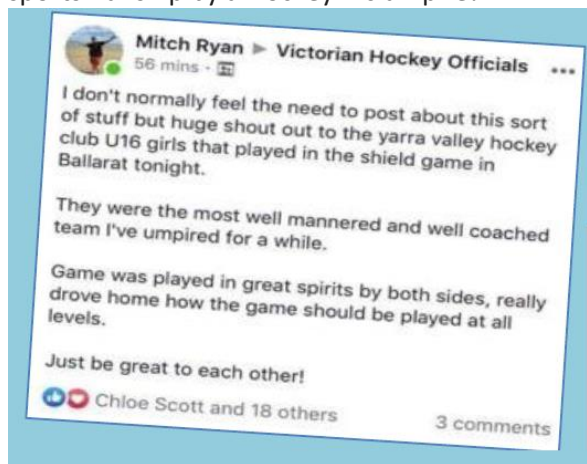 Mitch Ryan ▸ Victorian Hockey Officials ...
56 mins ·
I don't normally feel the need to post about this sort
of stuff but huge shout out to the yarra valley hockey
club U16 girls that played in the shield game in
Ballarat tonight.
They were the most well mannered and well coached
team I've umpired for a while.
Game was played in great spirits by both sides, really
drove home how the game should be played at all
levels.
Just be great to each other!
Chloe Scott and 18 others
3 comments